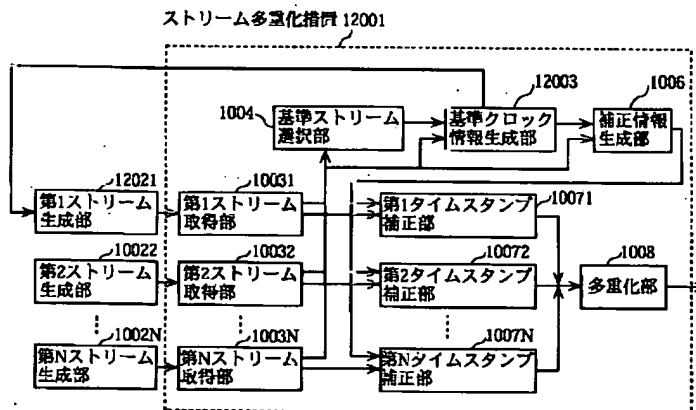 ストリーム多重化措置 12001
12003
1006
1004
基準ストリーム
選択部
基準クロック
情報生成部
補正情報
生成部
12021
第1ストリーム
生成部
10031
第1ストリーム
取得部
10071
第1タイムスタンプ
補正部
10022
第2ストリーム
生成部
10032
第2ストリーム
取得部
10072
第2タイムスタンプ
補正部
1008
多重化部
1002N
第Nストリーム
生成部
1003N
第Nストリーム
取得部
1007N
第Nタイムスタンプ
補正部